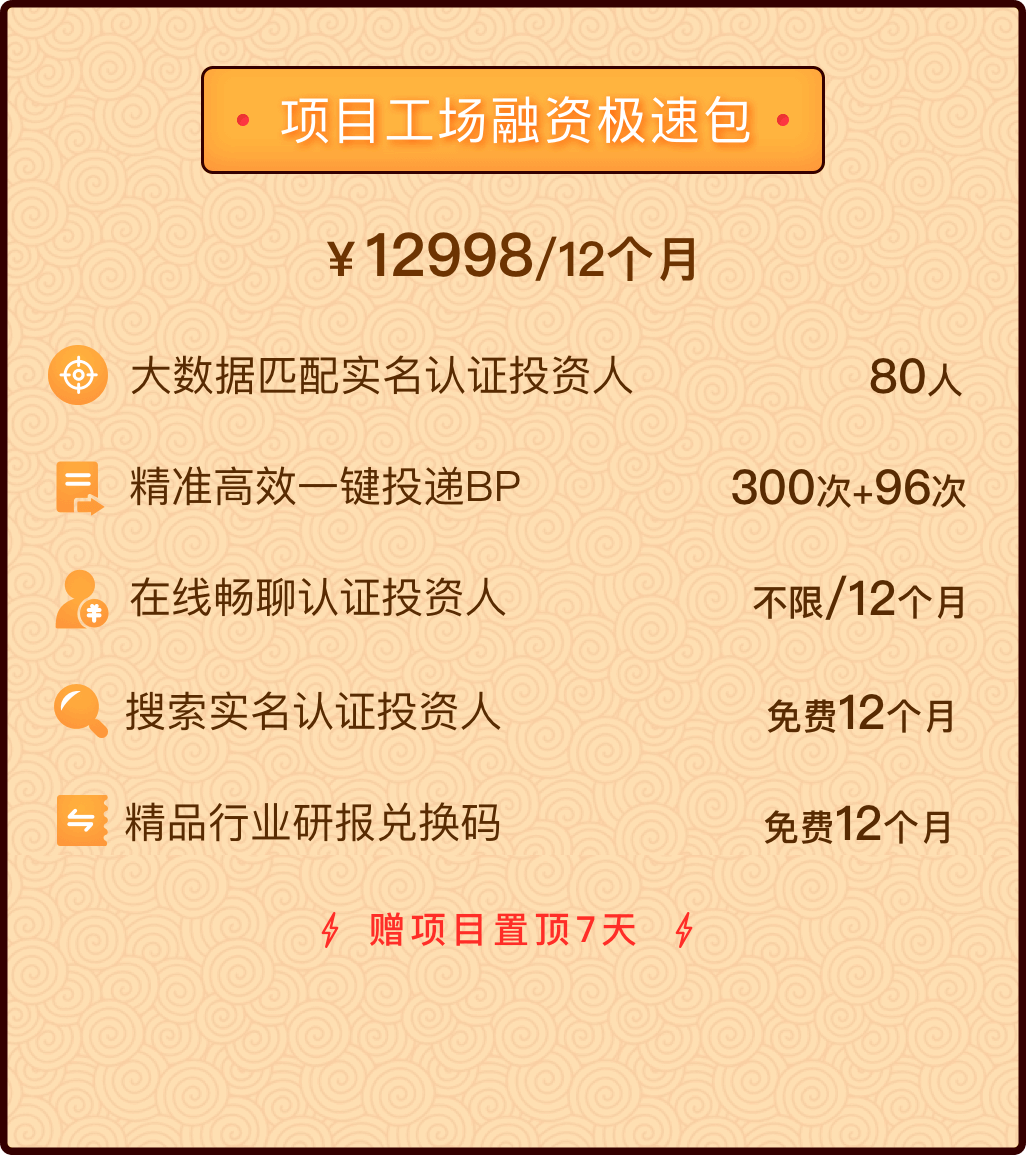 项目工场融资极速包
¥12998/12个月
大数据匹配实名认证投资人 80人
精准高效一键投递BP 300次+96次
在线畅聊认证投资人 不限/12个月
搜索实名认证投资人 免费12个月
精品行业研报兑换码 免费12个月
赠项目置顶7天